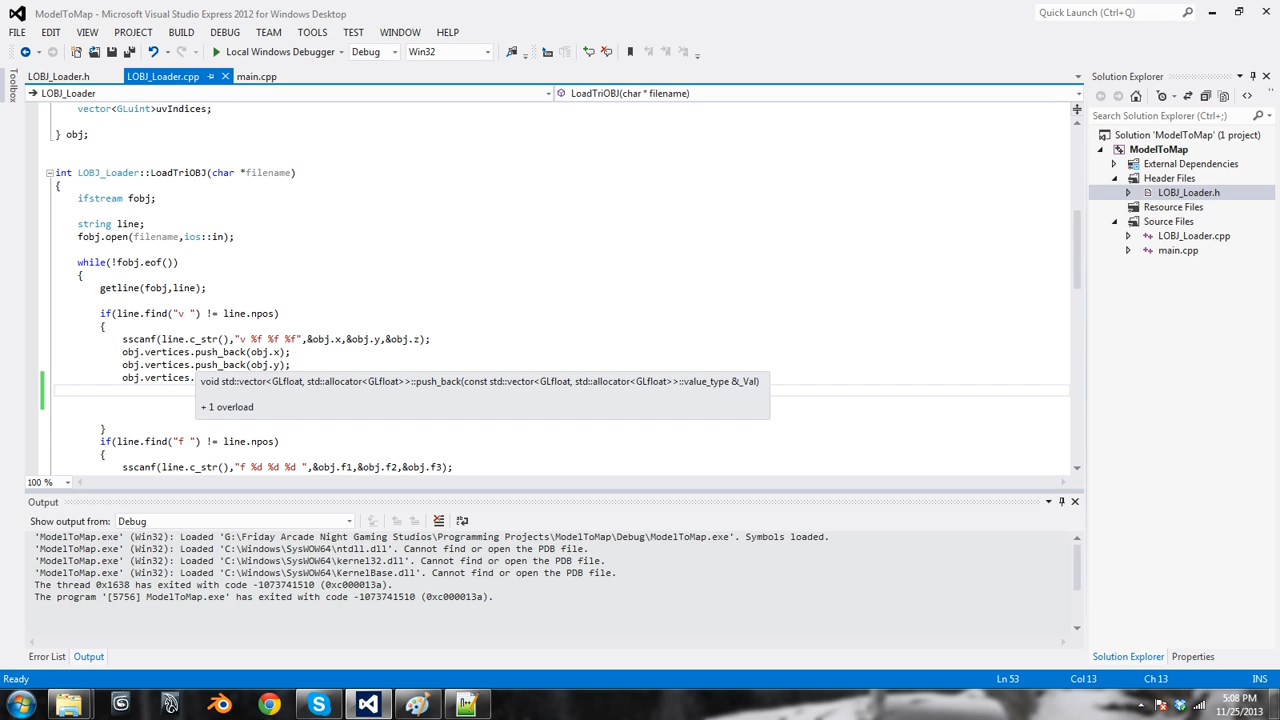 ModelToMap - Microsoft Visual Studio Express 2012 for Windows Desktop
Quick Launch (Ctrl+Q)
FILE EDIT VIEW PROJECT BUILD DEBUG TEAM TOOLS TEST WINDOW HELP
Local Windows Debugger Debug Win32
Toolbox
LOBJ_Loader.h LOBJ_Loader.cpp main.cpp
LOBJ_Loader LoadTriOBJ(char * filename)
vector<GLuint>uvIndices;
} obj;
int LOBJ_Loader::LoadTriOBJ(char *filename)
{
ifstream fobj;
string line;
fobj.open(filename,ios::in);
while(!fobj.eof())
{
getline(fobj,line);
if(line.find("v ") != line.npos)
{
sscanf(line.c_str(),"v %f %f %f",&obj.x,&obj.y,&obj.z);
obj.vertices.push_back(obj.x);
obj.vertices.push_back(obj.y);
obj.vertices.
void std::vector<GLfloat, std::allocator<GLfloat>>::push_back(const std::vector<GLfloat, std::allocator<GLfloat>>::value_type &_Val)
+ 1 overload
}
if(line.find("f ") != line.npos)
{
sscanf(line.c_str(),"f %d %d %d ",&obj.f1,&obj.f2,&obj.f3);
100 %
Output
Show output from: Debug
'ModelToMap.exe' (Win32): Loaded 'G:\Friday Arcade Night Gaming Studios\Programming Projects\ModelToMap\Debug\ModelToMap.exe'. Symbols loaded.
'ModelToMap.exe' (Win32): Loaded 'C:\Windows\SysWOW64\ntdll.dll'. Cannot find or open the PDB file.
'ModelToMap.exe' (Win32): Loaded 'C:\Windows\SysWOW64\kernel32.dll'. Cannot find or open the PDB file.
'ModelToMap.exe' (Win32): Loaded 'C:\Windows\SysWOW64\KernelBase.dll'. Cannot find or open the PDB file.
The thread 0x1638 has exited with code -1073741510 (0xc000013a).
The program '[5756] ModelToMap.exe' has exited with code -1073741510 (0xc000013a).
Error List Output
Solution Explorer
Search Solution Explorer (Ctrl+;)
Solution 'ModelToMap' (1 project)
ModelToMap
External Dependencies
Header Files
LOBJ_Loader.h
Resource Files
Source Files
LOBJ_Loader.cpp
main.cpp
Solution Explorer Properties
Ready Ln 53 Col 13 Ch 13 INS
5:08 PM
11/25/2013